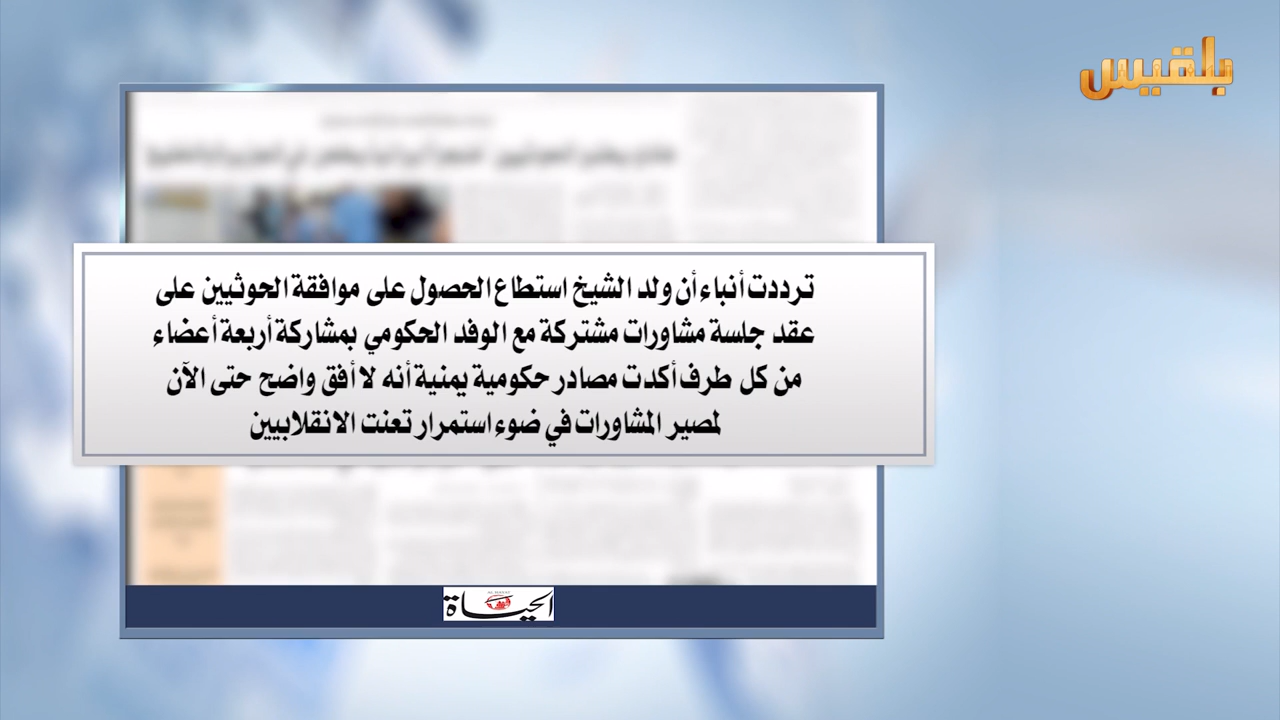 بلقيس
ترددت أنباء أن ولد الشيخ استطاع الحصول على موافقة الحوثيين على
عقد جلسة مشاورات مشتركة مع الوفد الحكومي بمشاركة أربعة أعضاء
من كل طرف أكدت مصادر حكومية يمنية أنه لا أفق واضح حتى الآن
لمصير المشاورات في ضوء استمرار تعنت الانقلابيين
الحياة